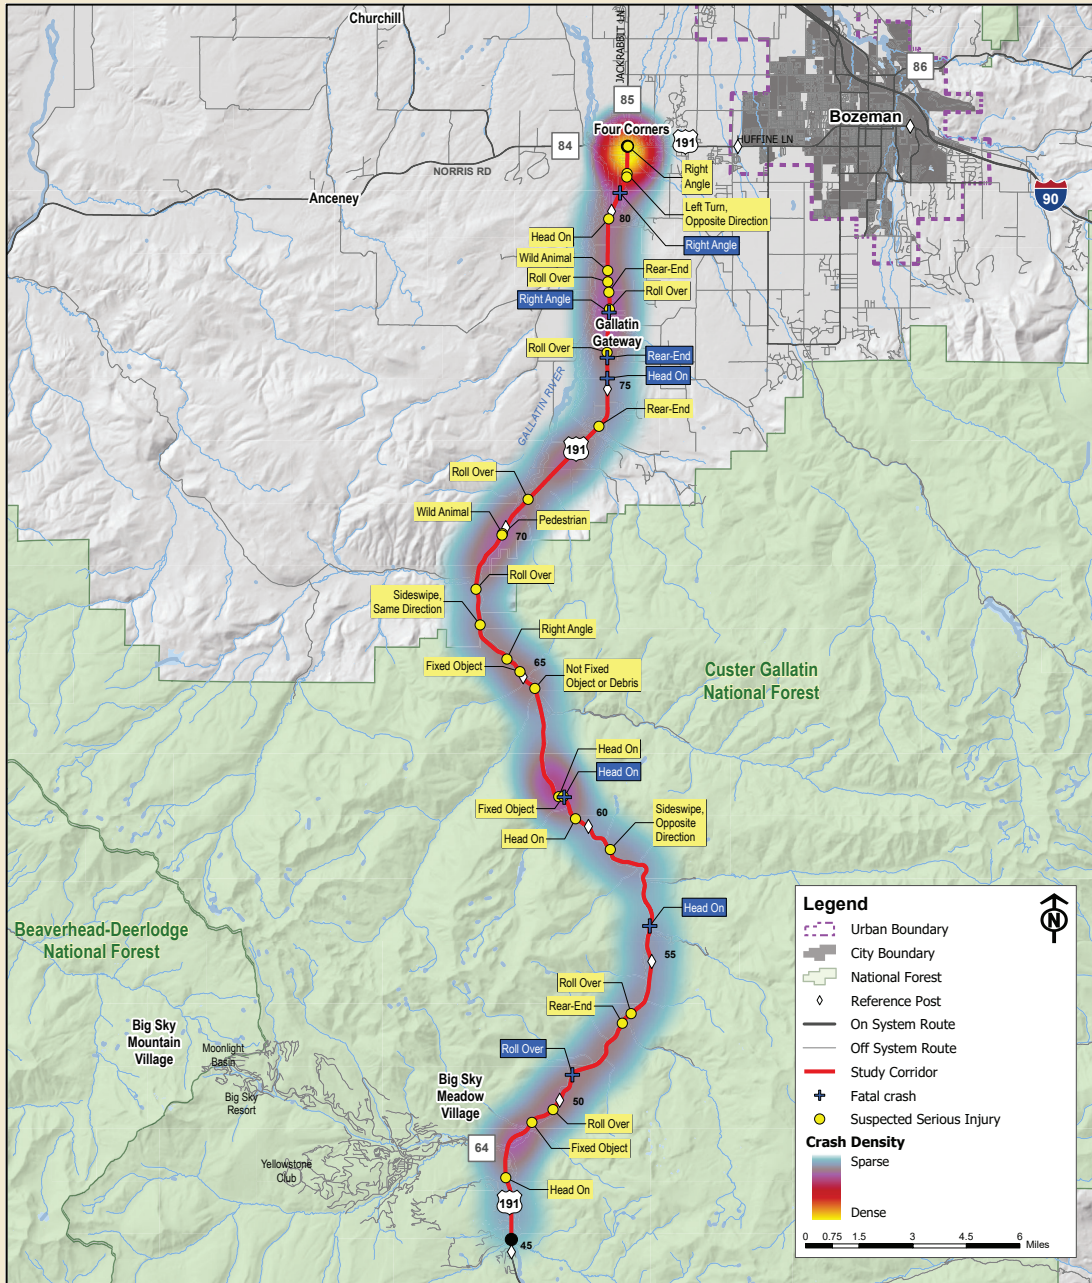 Churchill
JACKRABBIT LN
86
85
Bozeman
Four Corners
84
191
HUFFINE LN
NORRIS RD
Right
Angle
90
Anceney
Left Turn,
Opposite Direction
80
Head On
Right Angle
Wild Animal
Rear-End
Roll Over
Roll Over
Right Angle
Gallatin
Gateway
Roll Over
Rear-End
Head On
75
GALLATIN RIVER
Rear-End
191
Roll Over
Wild Animal
Pedestrian
70
Roll Over
Sideswipe,
Same Direction
Right Angle
Fixed Object
65
Not Fixed
Object or Debris
Custer Gallatin
National Forest
Head On
Head On
Fixed Object
60
Sideswipe,
Opposite
Direction
Head On
Head On
Beaverhead-Deerlodge
National Forest
55
Roll Over
Rear-End
Big Sky
Mountain
Village
Moonlight
Basin
Roll Over
Big Sky
Meadow
Village
Big Sky
Resort
50
Roll Over
64
Fixed Object
Yellowstone
Club
Head On
191
45
Legend
N
Urban Boundary
City Boundary
National Forest
Reference Post
On System Route
Off System Route
Study Corridor
Fatal crash
Suspected Serious Injury
Crash Density
Sparse
Dense
0 0.75 1.5 3 4.5 6
Miles